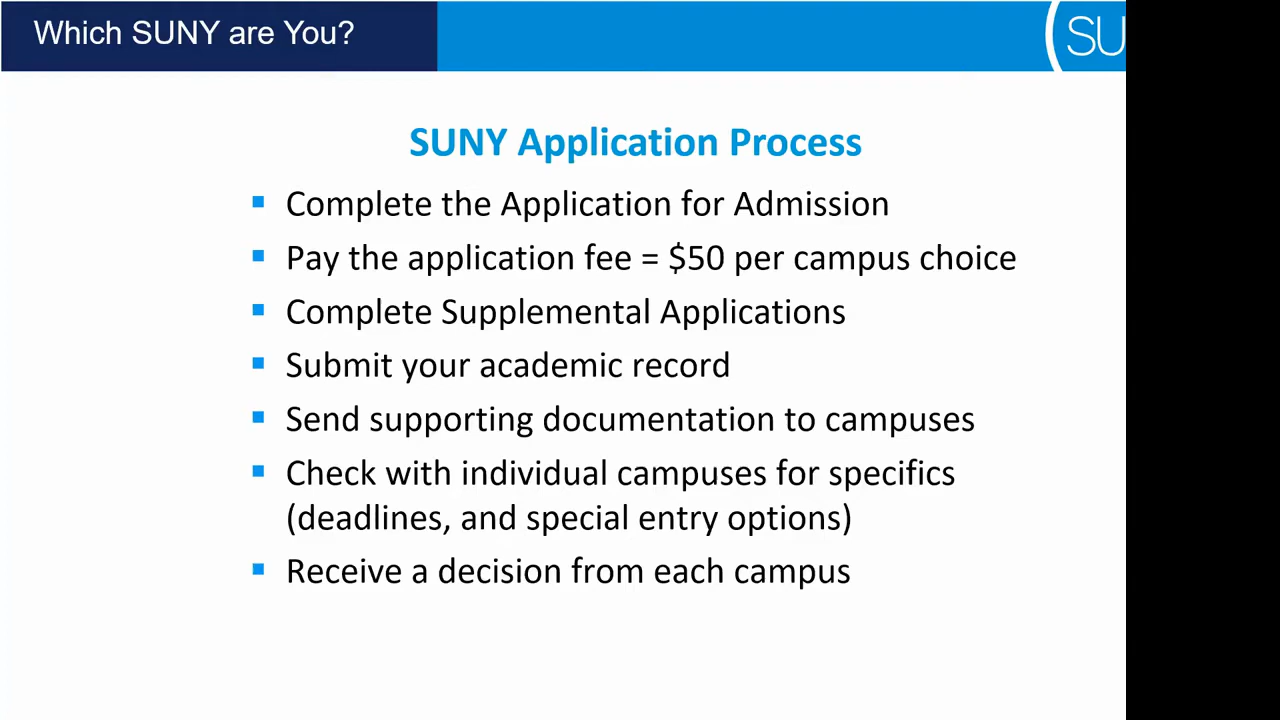 Which SUNY are You?
SU
SUNY Application Process
▪ Complete the Application for Admission
▪ Pay the application fee = $50 per campus choice
▪ Complete Supplemental Applications
▪ Submit your academic record
▪ Send supporting documentation to campuses
▪ Check with individual campuses for specifics
(deadlines, and special entry options)
▪ Receive a decision from each campus